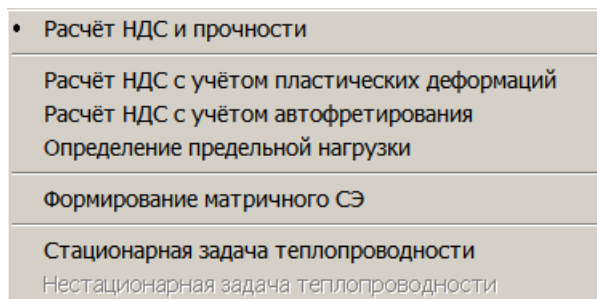 • Расчёт НДС и прочности
Расчёт НДС с учётом пластических деформаций
Расчёт НДС с учётом автофретирования
Определение предельной нагрузки
Формирование матричного СЭ
Стационарная задача теплопроводности
Нестационарная задача теплопроводности